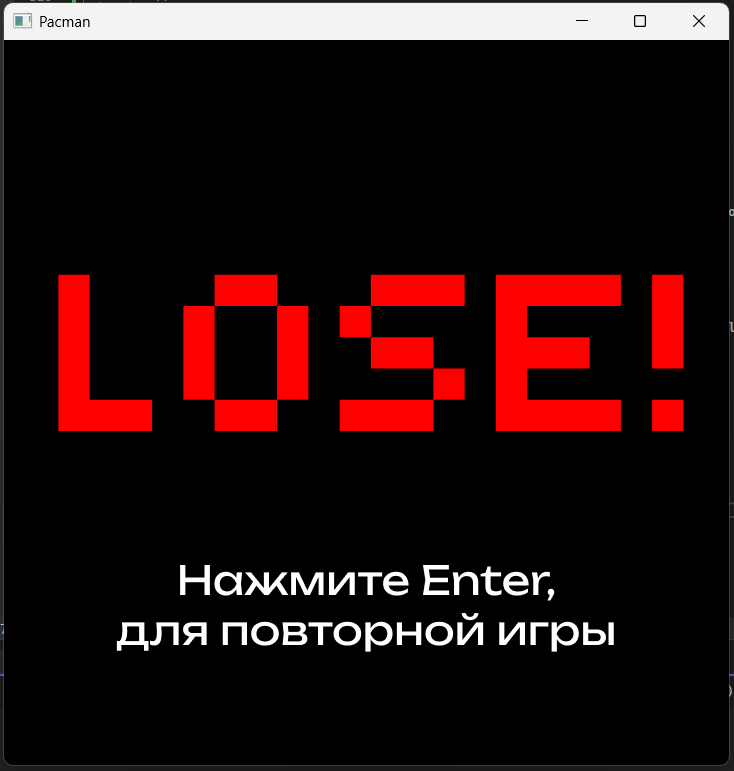 Pacman
LOSE!
Нажмите Enter,
для повторной игры